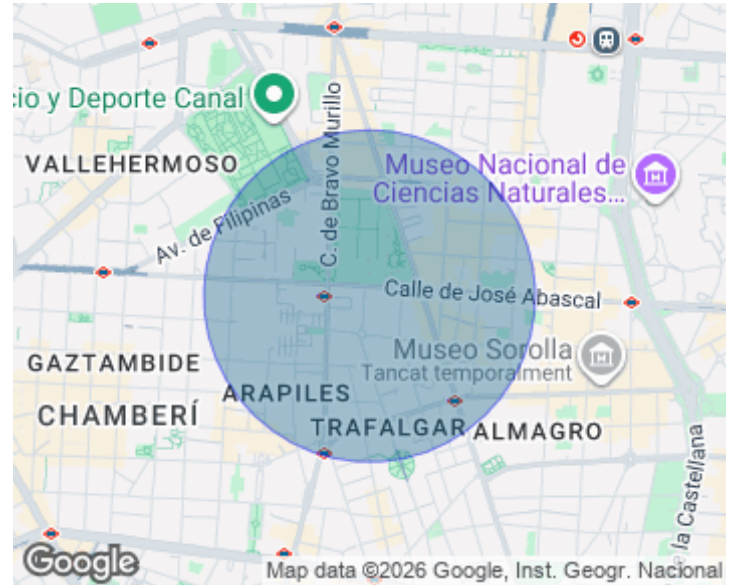 cio y Deporte Canal
VALLEHERMOSO
C. de Bravo Murillo
Museo Nacional de
Ciencias Naturales...
Av. de Filipinas
Calle de José Abascal
GAZTAMBIDE
Museo Sorolla
Tancat temporalment
ARAPILES
CHAMBERÍ
TRAFALGAR
ALMAGRO
la Castellana
Google
Map data ©2026 Google, Inst. Geogr. Nacional